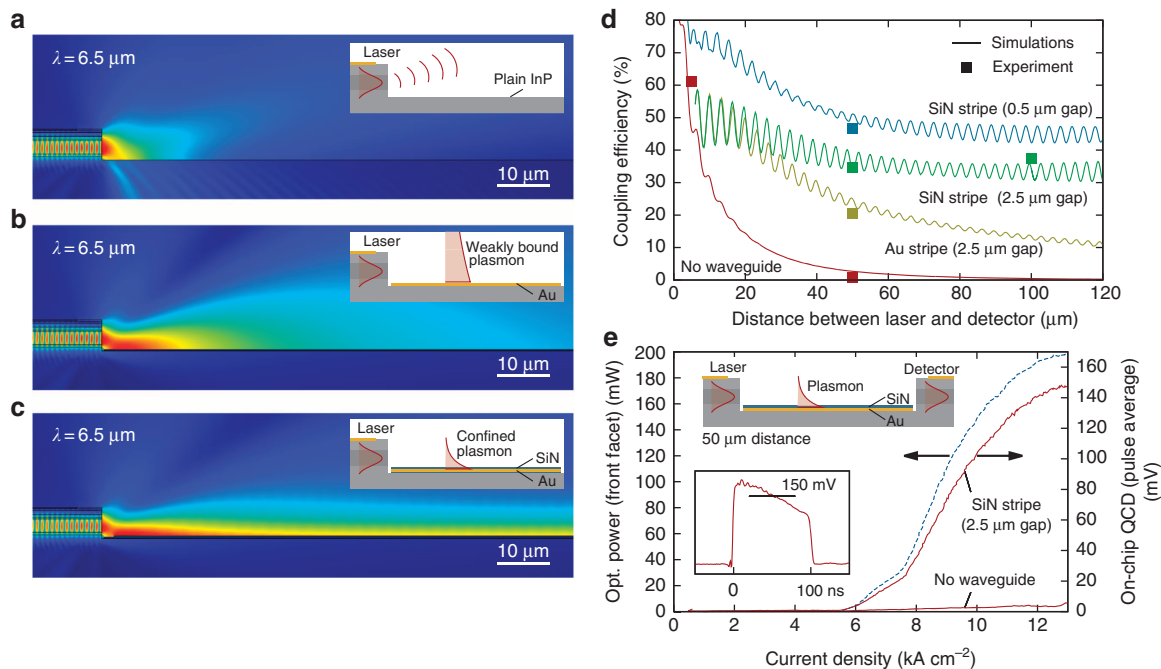 a
λ = 6.5 μm
Laser
Plain InP
10 μm
b
λ = 6.5 μm
Laser
Weakly bound
plasmon
Au
10 μm
c
λ = 6.5 μm
Laser
Confined
plasmon
SiN
Au
10 μm
d
Coupling efficiency (%)
80
70
60
50
40
30
20
10
0
Simulations
Experiment
SiN stripe (0.5 μm gap)
SiN stripe (2.5 μm gap)
Au stripe (2.5 μm gap)
No waveguide
0 20 40 60 80 100 120
Distance between laser and detector (μm)
e
Opt. power (front facet) (mW)
200
180
160
140
120
100
80
60
40
20
0
Laser
Detector
Plasmon
SiN
Au
50 μm distance
150 mV
0 100 ns
SiN stripe
(2.5 μm gap)
No waveguide
160
140
120
100
80
60
40
20
0
On-chip QCD (pulse average)
(mV)
0 2 4 6 8 10 12
Current density (kA cm⁻²)